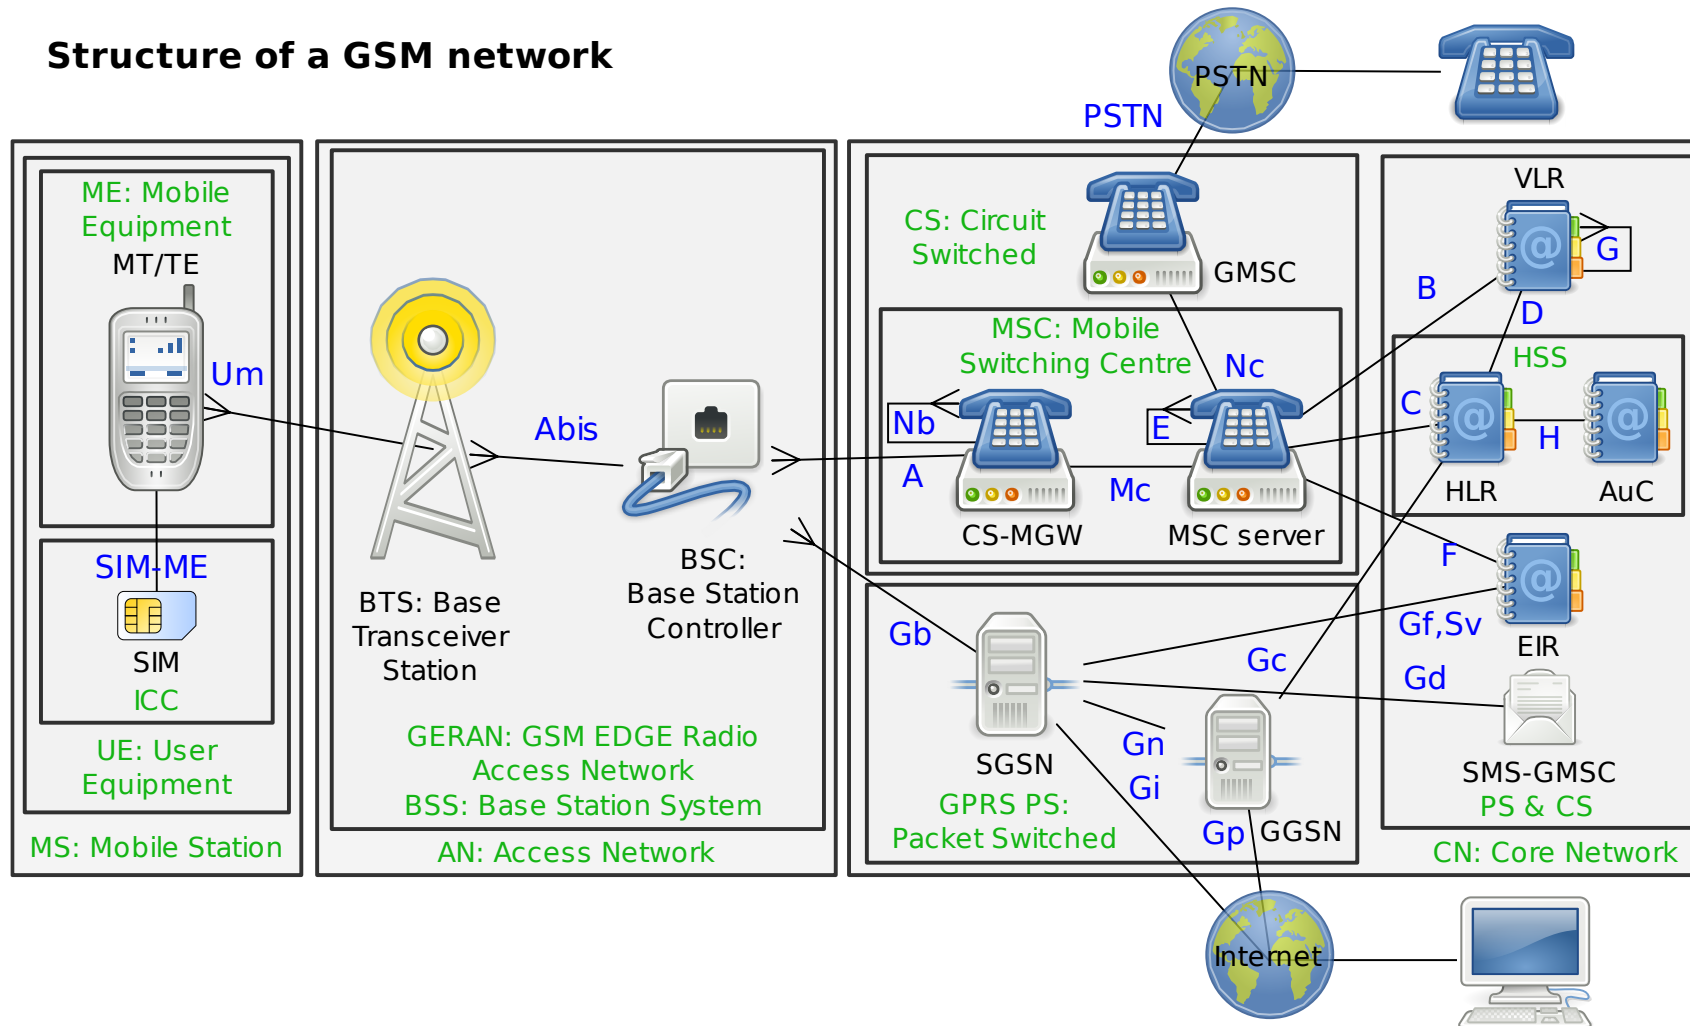 Structure of a GSM network
PSTN
PSTN
ME: Mobile
Equipment
MT/TE
Um
SIM-ME
SIM
ICC
UE: User
Equipment
MS: Mobile Station
Abis
BTS: Base
Transceiver
Station
BSC:
Base Station
Controller
GERAN: GSM EDGE Radio
Access Network
BSS: Base Station System
AN: Access Network
CS: Circuit
Switched
GMSC
MSC: Mobile
Switching Centre
Nc
Nb
E
A
Mc
CS-MGW
MSC server
Gb
SGSN
GPRS PS:
Packet Switched
Gn
Gi
Gc
Gp
GGSN
VLR
G
B
D
HSS
C
H
HLR
AuC
F
Gf,Sv
EIR
Gd
SMS-GMSC
PS & CS
CN: Core Network
Internet